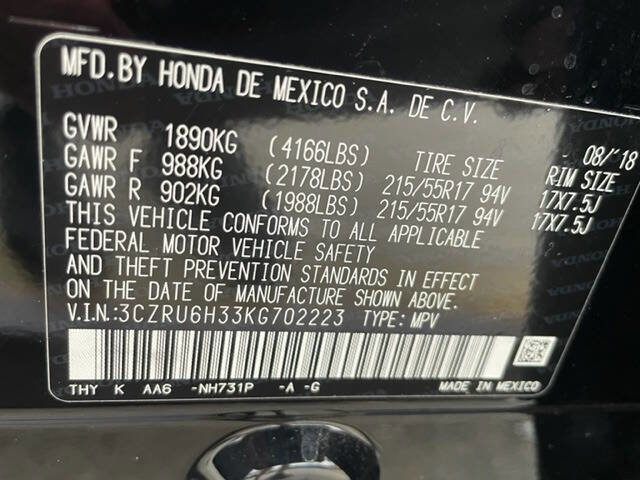 MFD.BY HONDA DE MEXICO S.A. DE C.V.
08/'18
GVWR 1890KG (4166LBS) TIRE SIZE RIM SIZE
GAWR F 988KG (2178LBS) 215/55R17 94V 17X7.5J
GAWR R 902KG (1988LBS) 215/55R17 94V 17X7.5J
THIS VEHICLE CONFORMS TO ALL APPLICABLE
FEDERAL MOTOR VEHICLE SAFETY
AND THEFT PREVENTION STANDARDS IN EFFECT
ON THE DATE OF MANUFACTURE SHOWN ABOVE.
V.I.N.:3CZRU6H33KG702223 TYPE: MPV
THY K AA6 -NH731P -A -G MADE IN MEXICO